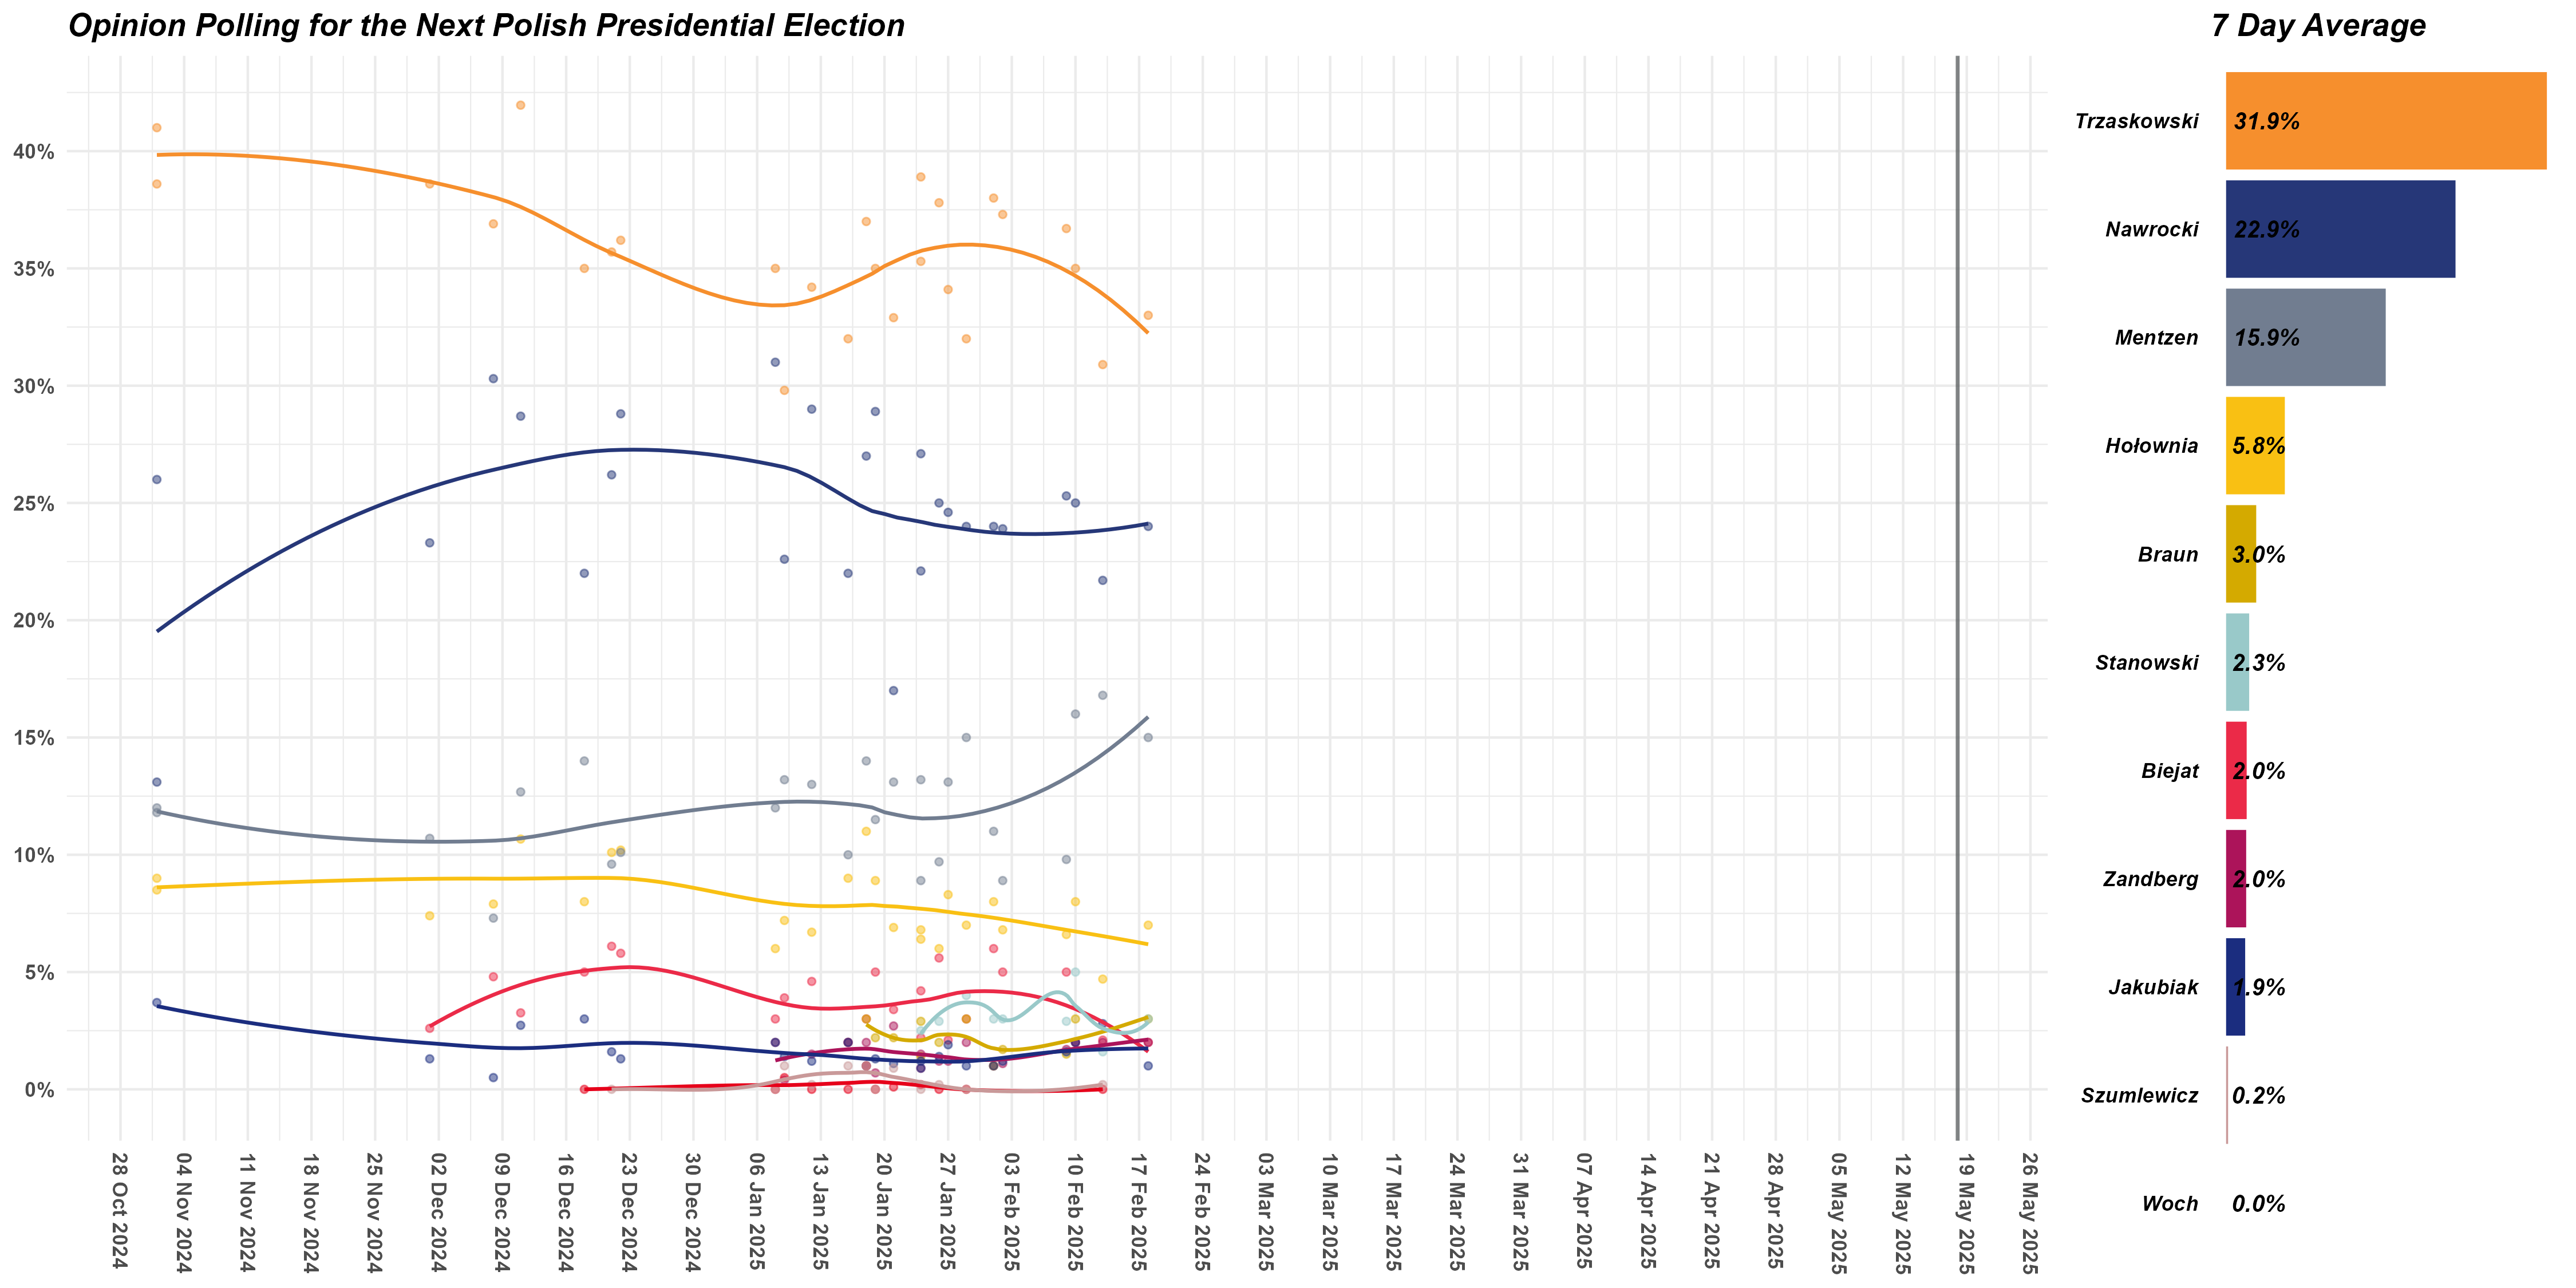 Opinion Polling for the Next Polish Presidential Election
40%
35%
30%
25%
20%
15%
10%
5%
0%
28 Oct 2024
04 Nov 2024
11 Nov 2024
18 Nov 2024
25 Nov 2024
02 Dec 2024
09 Dec 2024
16 Dec 2024
23 Dec 2024
30 Dec 2024
06 Jan 2025
13 Jan 2025
20 Jan 2025
27 Jan 2025
03 Feb 2025
10 Feb 2025
17 Feb 2025
24 Feb 2025
03 Mar 2025
10 Mar 2025
17 Mar 2025
24 Mar 2025
31 Mar 2025
07 Apr 2025
14 Apr 2025
21 Apr 2025
28 Apr 2025
05 May 2025
12 May 2025
19 May 2025
26 May 2025
7 Day Average
Trzaskowski 31.9%
Nawrocki 22.9%
Mentzen 15.9%
Hołownia 5.8%
Braun 3.0%
Stanowski 2.3%
Biejat 2.0%
Zandberg 2.0%
Jakubiak 1.9%
Szumlewicz 0.2%
Woch 0.0%